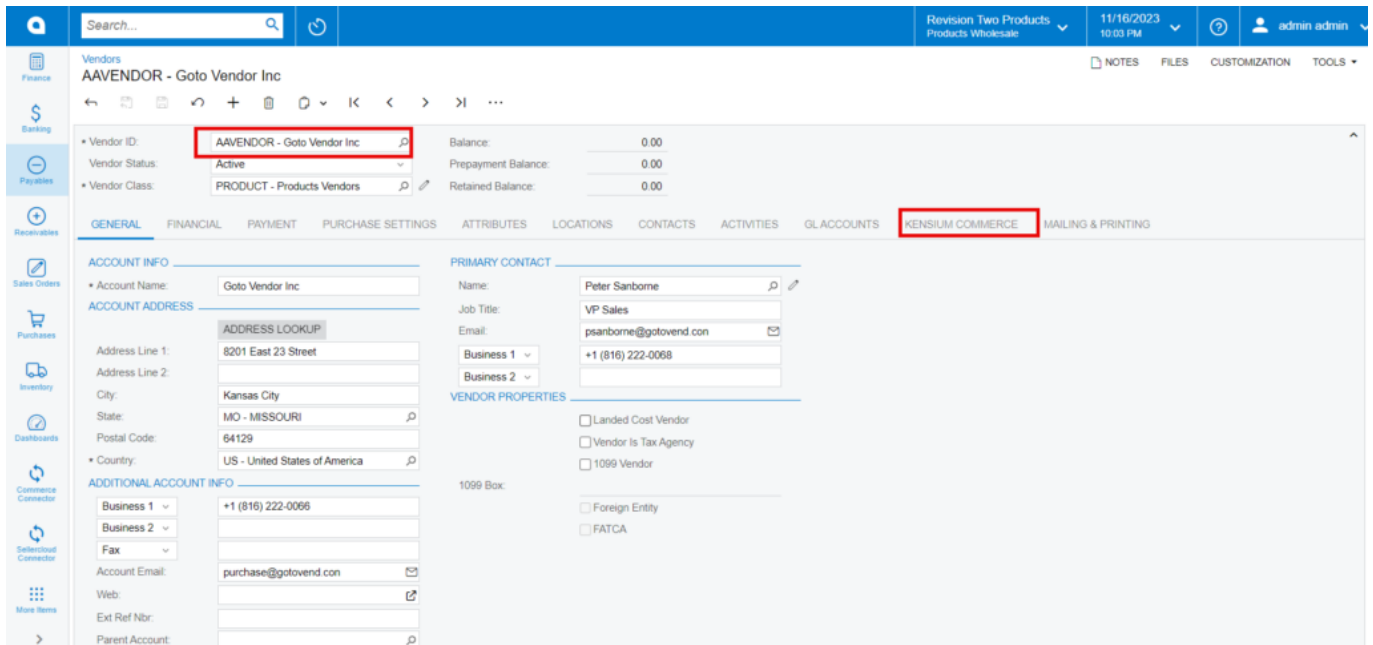 Search...
Revision Two Products
Products Wholesale
11/16/2023
10:03 PM
admin admin
Finance
Banking
Payables
Receivables
Sales Orders
Purchases
Inventory
Dashboards
Commerce
Connector
Sellercloud
Connector
More Items
Vendors
AAVENDOR - Goto Vendor Inc
NOTES FILES CUSTOMIZATION TOOLS
* Vendor ID: AAVENDOR - Goto Vendor Inc Balance: 0.00
Vendor Status: Active Prepayment Balance: 0.00
* Vendor Class: PRODUCT - Products Vendors Retained Balance: 0.00
GENERAL FINANCIAL PAYMENT PURCHASE SETTINGS ATTRIBUTES LOCATIONS CONTACTS ACTIVITIES GL ACCOUNTS KENSIUM COMMERCE MAILING & PRINTING
ACCOUNT INFO
* Account Name: Goto Vendor Inc
ACCOUNT ADDRESS
ADDRESS LOOKUP
Address Line 1: 8201 East 23 Street
Address Line 2:
City: Kansas City
State: MO - MISSOURI
Postal Code: 64129
* Country: US - United States of America
ADDITIONAL ACCOUNT INFO
Business 1 +1 (816) 222-0066
Business 2
Fax
Account Email: purchase@gotovend.con
Web:
Ext Ref Nbr:
Parent Account:
PRIMARY CONTACT
Name: Peter Sanborne
Job Title: VP Sales
Email: psanborne@gotovend.con
Business 1 +1 (816) 222-0068
Business 2
VENDOR PROPERTIES
Landed Cost Vendor
Vendor Is Tax Agency
1099 Vendor
1099 Box:
Foreign Entity
FATCA